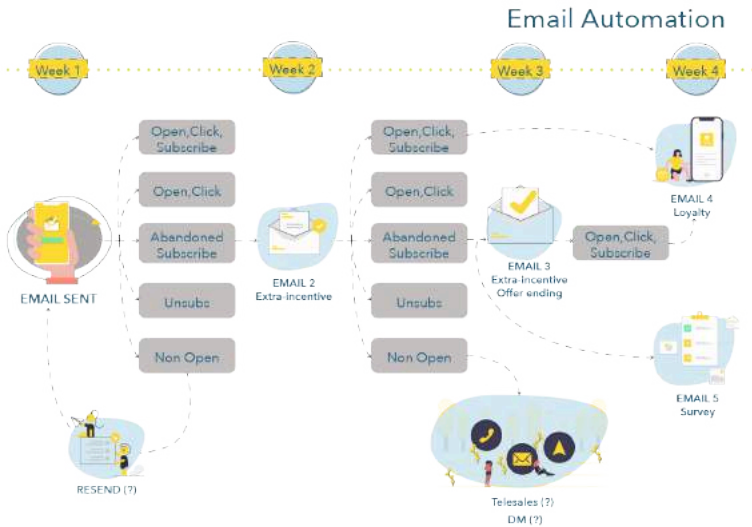 Email Automation
Week 1
Week 2
Week 3
Week 4
Open,Click,
Subscribe
Open,Click
Abandoned
Subscribe
Unsubs
Non Open
EMAIL SENT
RESEND (?)
EMAIL 2
Extra-incentive
Open,Click,
Subscribe
Open,Click
Abandoned
Subscribe
Unsubs
Non Open
EMAIL 3
Extra-incentive
Offer ending
Open,Click,
Subscribe
EMAIL 4
Loyalty
EMAIL 5
Survey
Telesales (?)
DM (?)